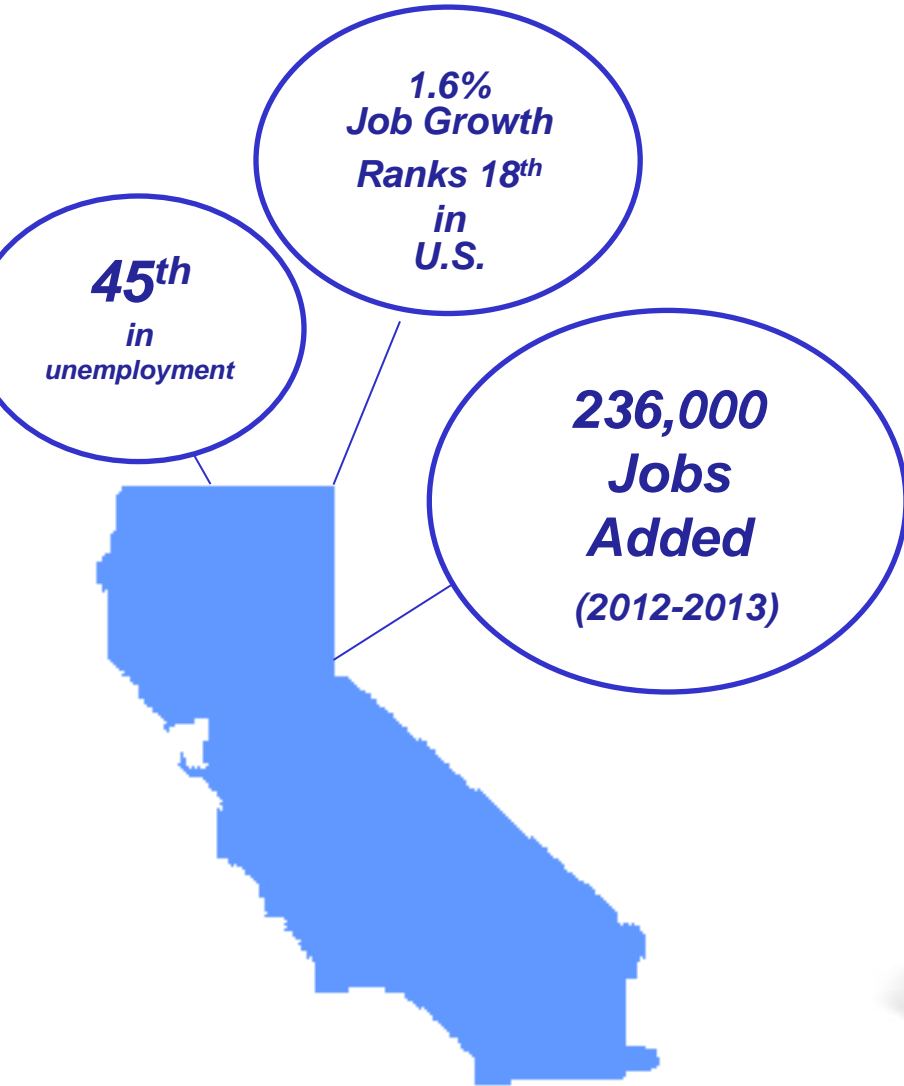 1.6%
Job Growth
Ranks 18th
in
U.S.
45th
in
unemployment
236,000
Jobs
Added
(2012-2013)